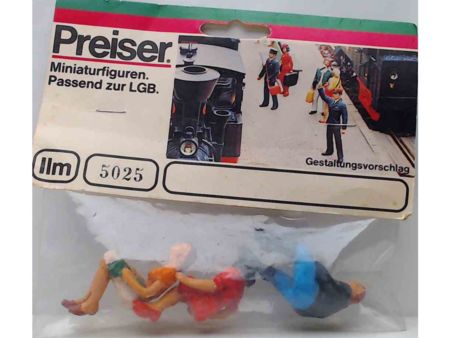 Preiser.
Miniaturfiguren.
Passend zur LGB.
Gestaltungsvorschlag
IIm 5025